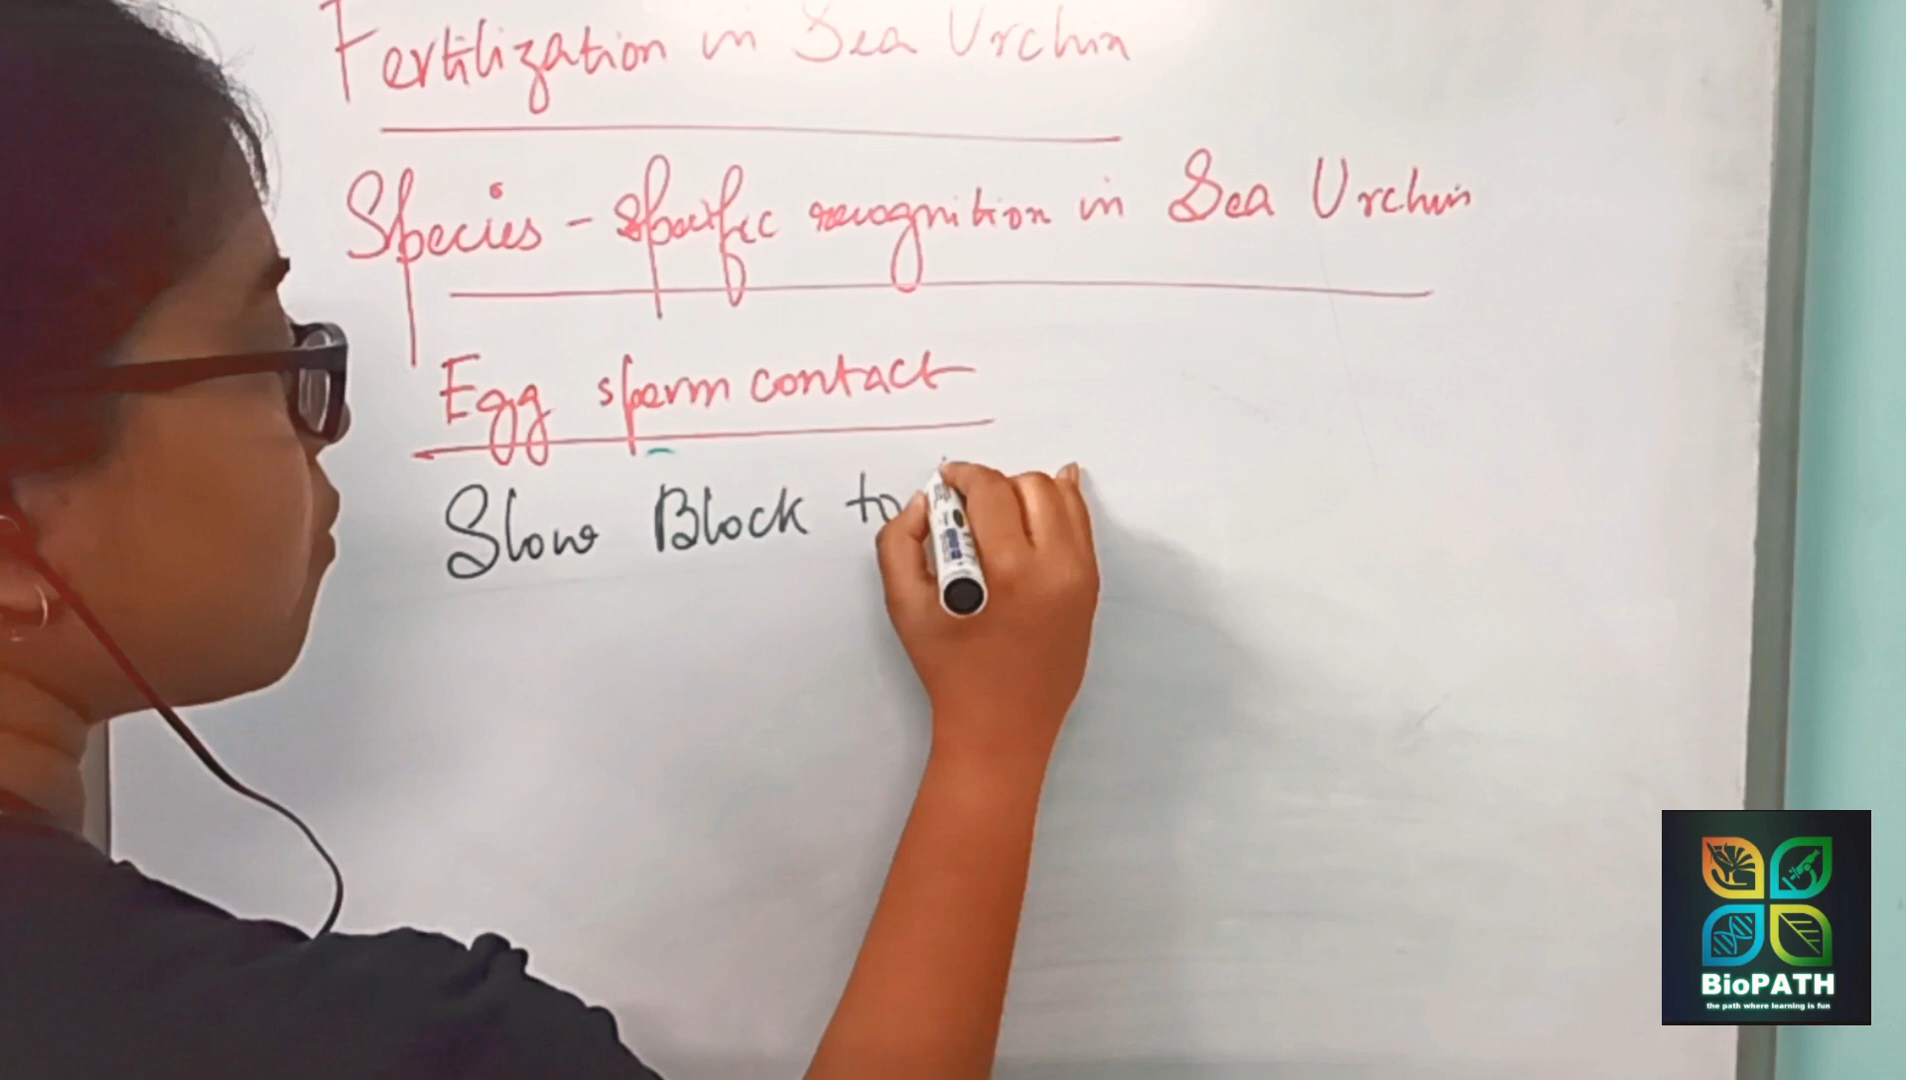 Fertilization in Sea Urchin
Species - specific recognition in Sea Urchin
Egg sperm contact
Slow Block to
BioPATH
the path where learning is fun